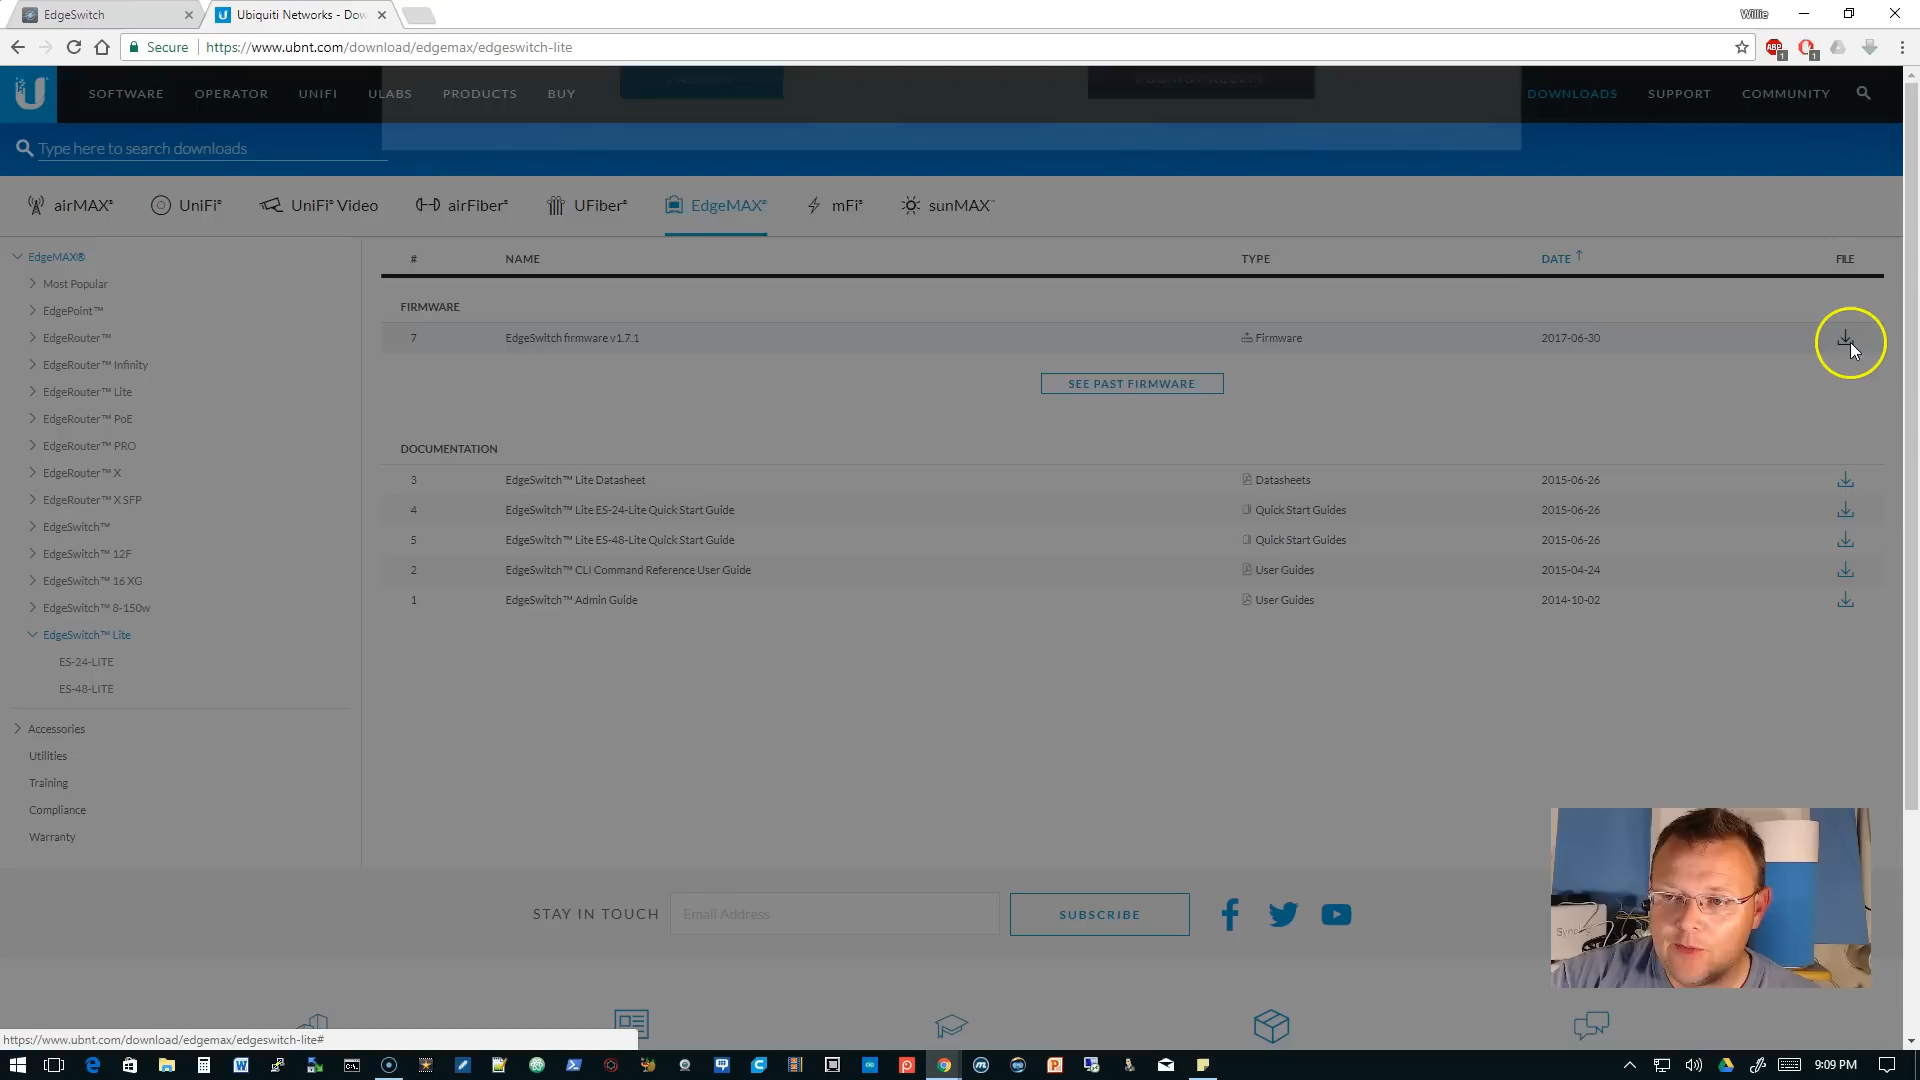 EdgeSwitch
Ubiquiti Networks - Dow
Willie
Secure
https://www.ubnt.com/download/edgemax/edgeswitch-lite
ABP
1
1
U
SOFTWARE
OPERATOR
UNIFI
ULABS
PRODUCTS
BUY
DOWNLOADS
SUPPORT
COMMUNITY
Type here to search downloads
airMAX®
UniFi®
UniFi® Video
airFiber®
UFiber®
EdgeMAX®
mFi®
sunMAX™
EdgeMAX®
Most Popular
EdgePoint™
EdgeRouter™
EdgeRouter™ Infinity
EdgeRouter™ Lite
EdgeRouter™ PoE
EdgeRouter™ PRO
EdgeRouter™ X
EdgeRouter™ X SFP
EdgeSwitch™
EdgeSwitch™ 12F
EdgeSwitch™ 16 XG
EdgeSwitch™ 8-150w
EdgeSwitch™ Lite
ES-24-LITE
ES-48-LITE
Accessories
Utilities
Training
Compliance
Warranty
# NAME TYPE DATE FILE
FIRMWARE
7 EdgeSwitch firmware v1.7.1 Firmware 2017-06-30
SEE PAST FIRMWARE
DOCUMENTATION
3 EdgeSwitch™ Lite Datasheet Datasheets 2015-06-26
4 EdgeSwitch™ Lite ES-24-Lite Quick Start Guide Quick Start Guides 2015-06-26
5 EdgeSwitch™ Lite ES-48-Lite Quick Start Guide Quick Start Guides 2015-06-26
2 EdgeSwitch™ CLI Command Reference User Guide User Guides 2015-04-24
1 EdgeSwitch™ Admin Guide User Guides 2014-10-02
STAY IN TOUCH
Email Address
SUBSCRIBE
https://www.ubnt.com/download/edgemax/edgeswitch-lite#
9:09 PM